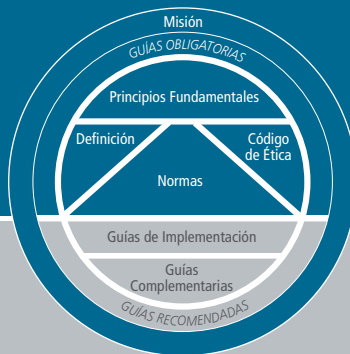 Misión
GUÍAS OBLIGATORIAS
Principios Fundamentales
Definición
Código
de Ética
Normas
Guías de Implementación
Guías
Complementarias
GUÍAS RECOMENDADAS